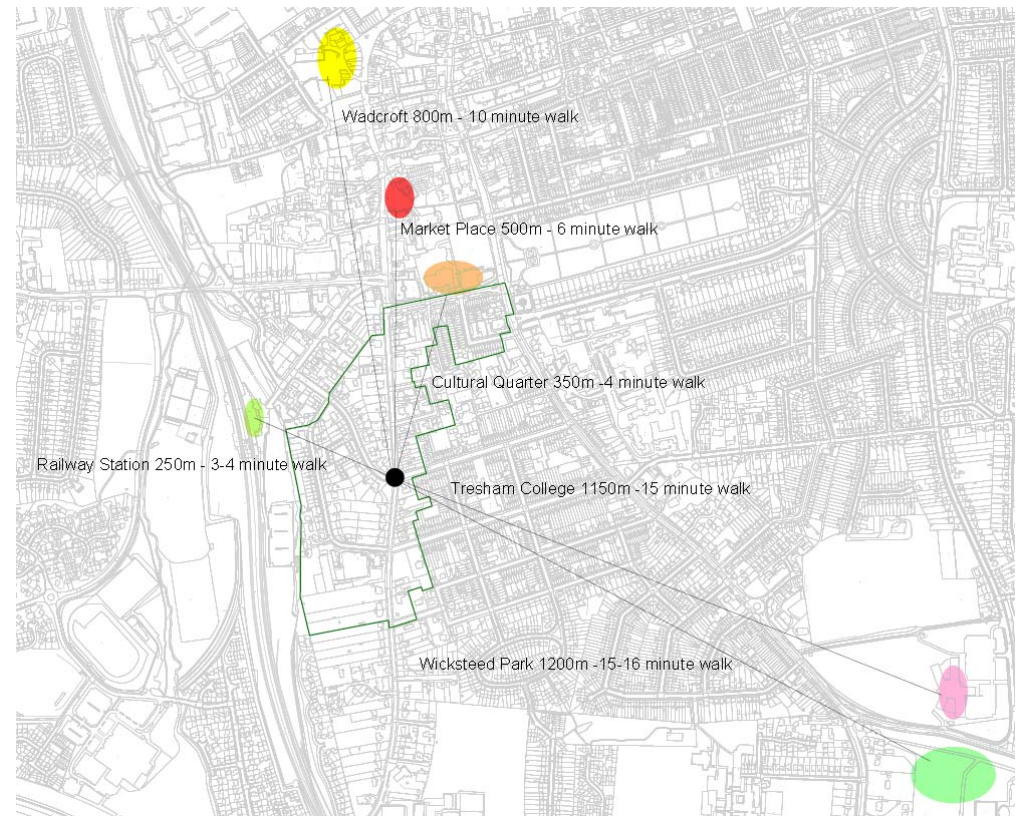 Wadcroft 800m - 10 minute walk
Market Place 500m - 6 minute walk
Cultural Quarter 350m -4 minute walk
Railway Station 250m - 3-4 minute walk
Tresham College 1150m -15 minute walk
Wicksteed Park 1200m -15-16 minute walk